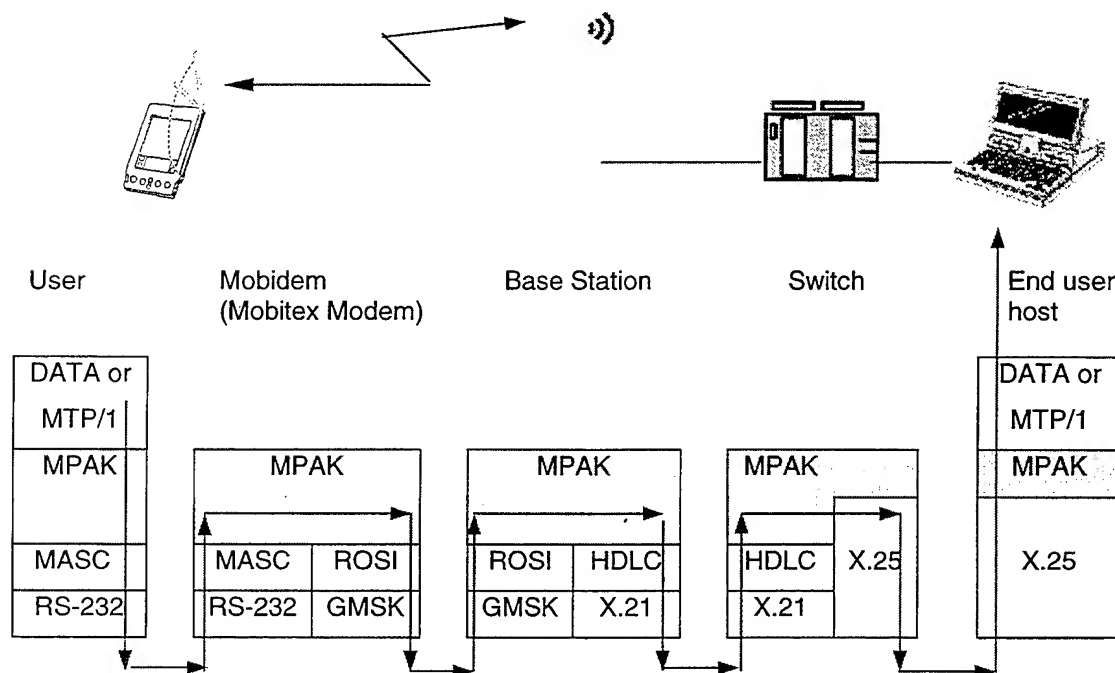 User
Mobidem
(Mobitex Modem)
Base Station
Switch
End user
host
DATA or
MTP/1
MPAK
MASC
RS-232
MPAK
MASC ROSI
RS-232 GMSK
MPAK
ROSI HDLC
GMSK X.21
MPAK
HDLC X.25
X.21
DATA or
MTP/1
MPAK
X.25